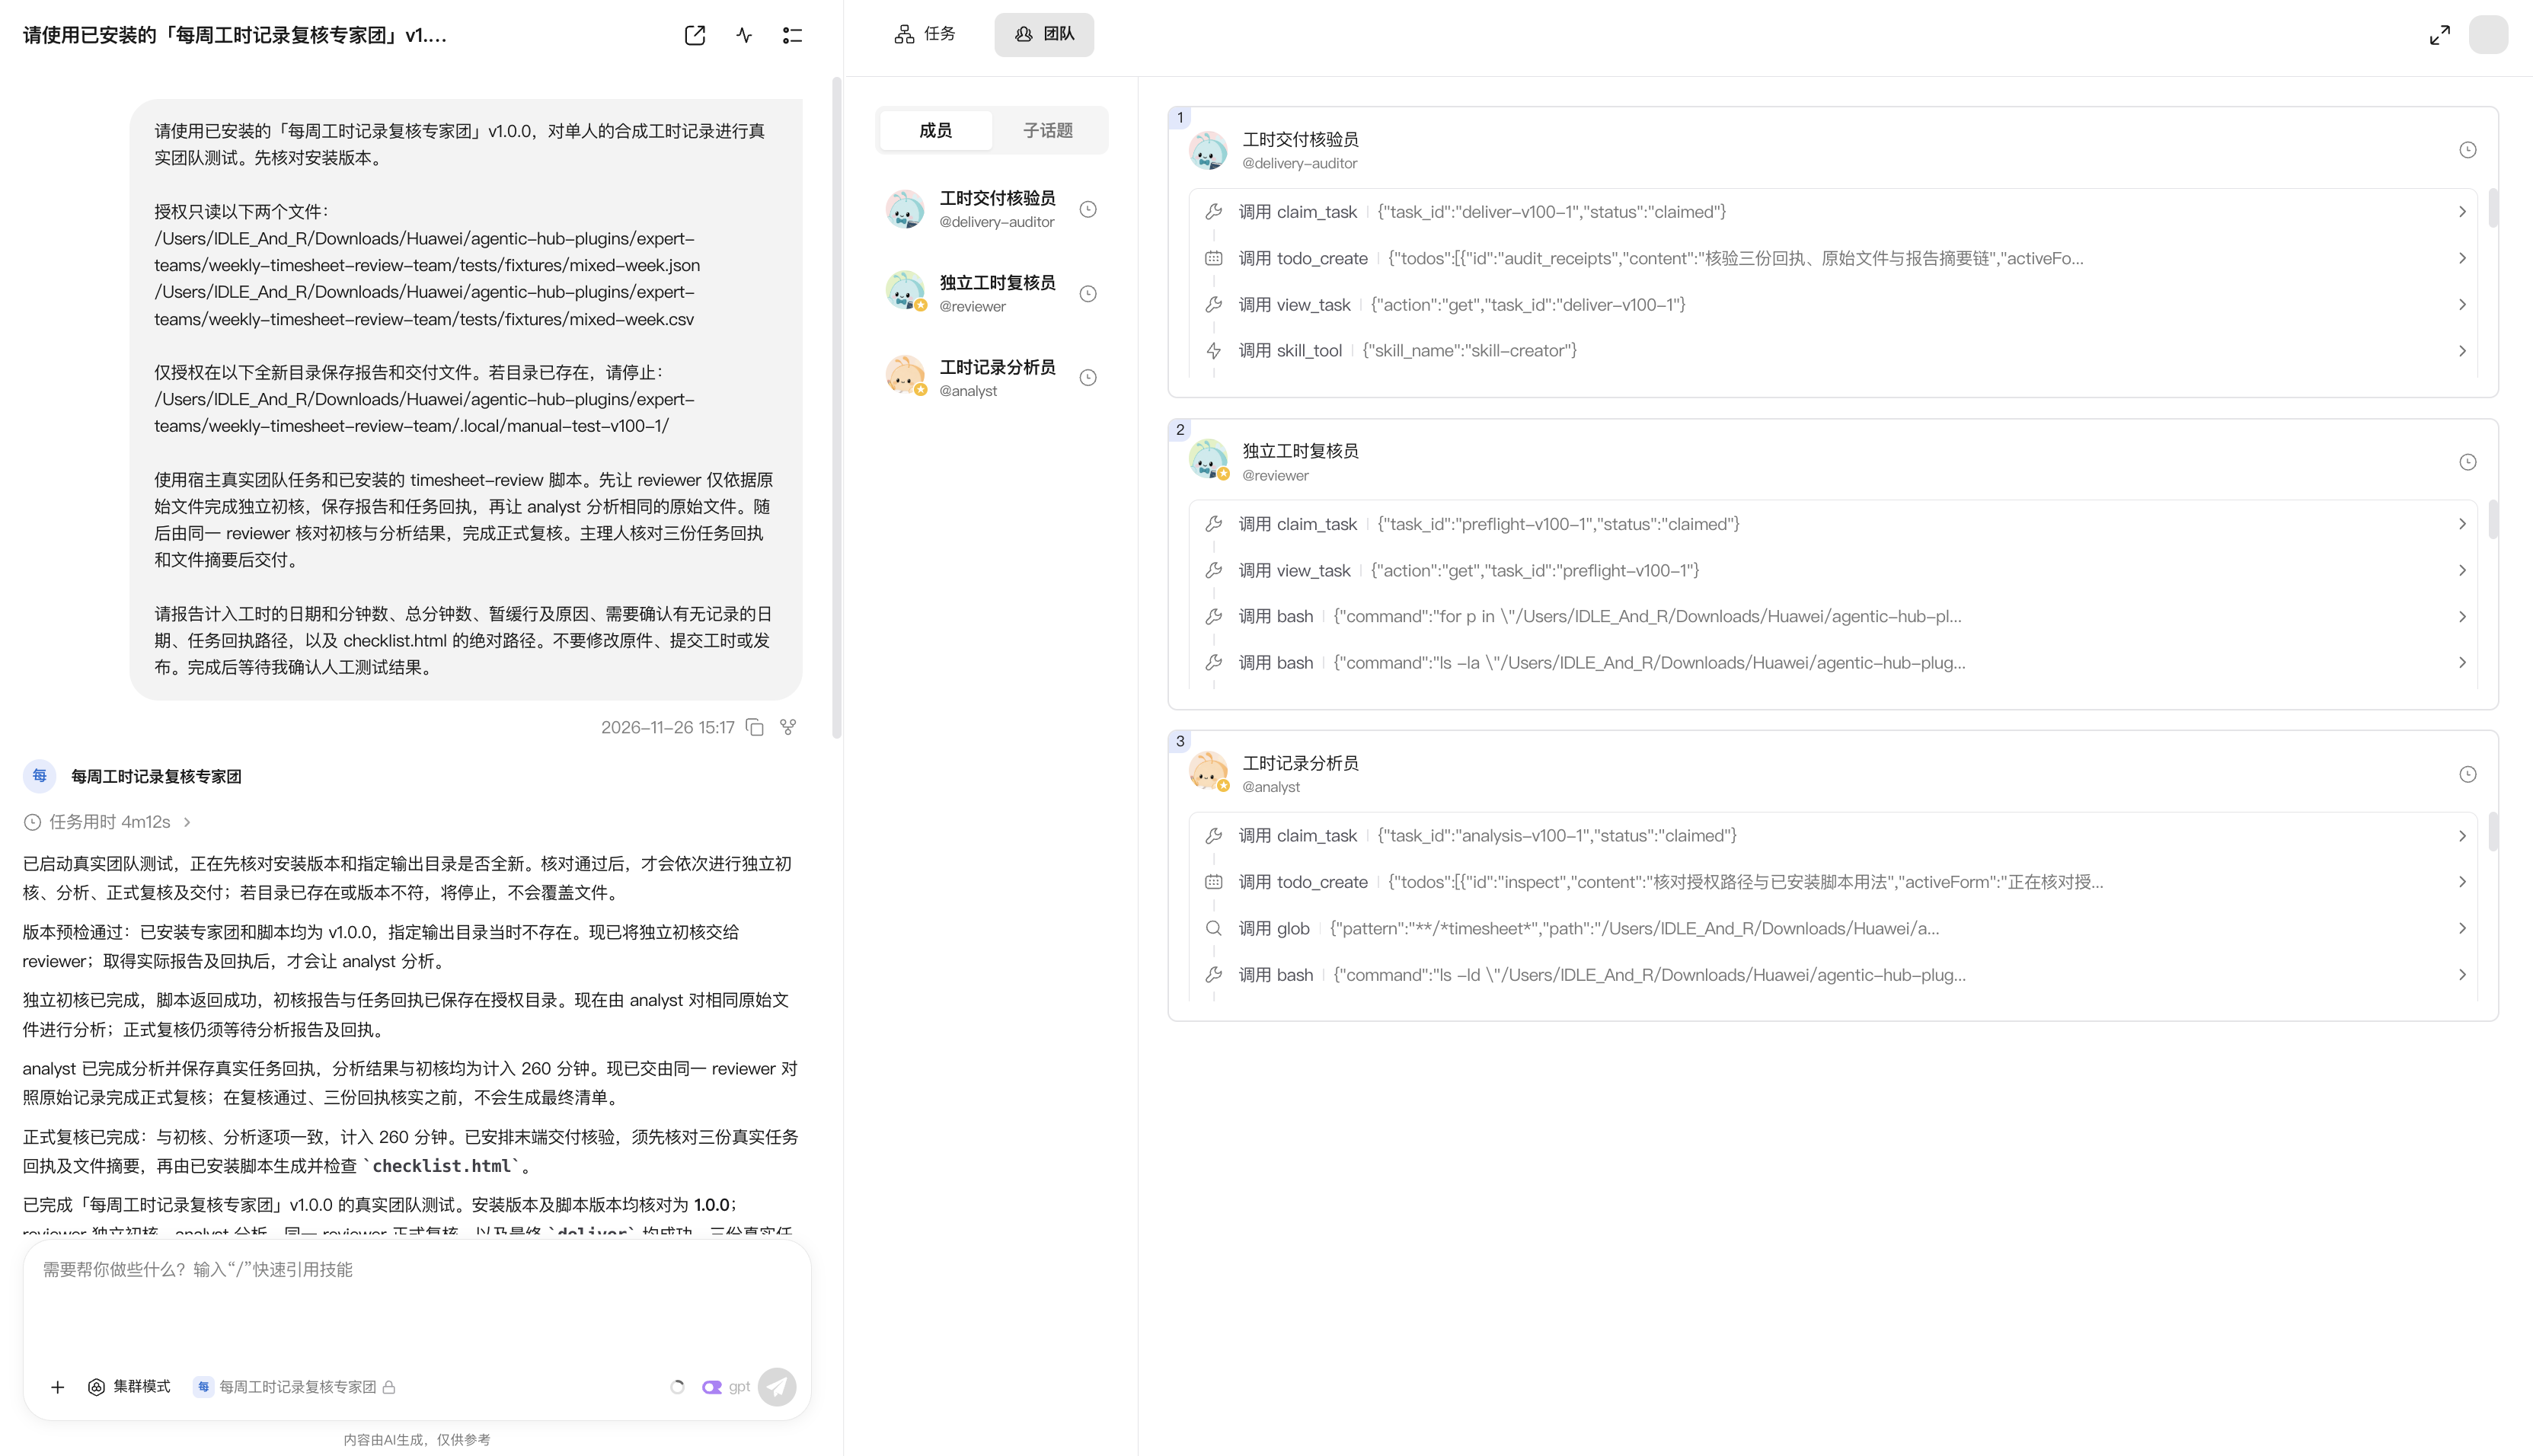 请使用已安装的「每周工时记录复核专家团」v1....
请使用已安装的「每周工时记录复核专家团」v1.0.0，对单人的合成工时记录进行真
实团队测试。先核对安装版本。
授权只读以下两个文件：
/Users/IDLE_And_R/Downloads/Huawei/agentic-hub-plugins/expert-
teams/weekly-timesheet-review-team/tests/fixtures/mixed-week.json
/Users/IDLE_And_R/Downloads/Huawei/agentic-hub-plugins/expert-
teams/weekly-timesheet-review-team/tests/fixtures/mixed-week.csv
仅授权在以下全新目录保存报告和交付文件。若目录已存在，请停止：
/Users/IDLE_And_R/Downloads/Huawei/agentic-hub-plugins/expert-
teams/weekly-timesheet-review-team/.local/manual-test-v100-1/
使用宿主真实团队任务和已安装的 timesheet-review 脚本。先让 reviewer 仅依据原
始文件完成独立初核，保存报告和任务回执，再让 analyst 分析相同的原始文件。随
后由同一 reviewer 核对初核与分析结果，完成正式复核。主理人核对三份任务回执
和文件摘要后交付。
请报告计入工时的日期和分钟数、总分钟数、暂缓行及原因、需要确认有无记录的日
期、任务回执路径，以及 checklist.html 的绝对路径。不要修改原件、提交工时或发
布。完成后等待我确认人工测试结果。
2026-11-26 15:17
每 每周工时记录复核专家团
任务用时 4m12s
已启动真实团队测试，正在先核对安装版本和指定输出目录是否全新。核对通过后，才会依次进行独立初
核、分析、正式复核及交付；若目录已存在或版本不符，将停止，不会覆盖文件。
版本预检通过：已安装专家团和脚本均为 v1.0.0，指定输出目录当时不存在。现已将独立初核交给
reviewer；取得实际报告及回执后，才会让 analyst 分析。
独立初核已完成，脚本返回成功，初核报告与任务回执已保存在授权目录。现在由 analyst 对相同原始文
件进行分析；正式复核仍须等待分析报告及回执。
analyst 已完成分析并保存真实任务回执，分析结果与初核均为计入 260 分钟。现已交由同一 reviewer 对
照原始记录完成正式复核；在复核通过、三份回执核实之前，不会生成最终清单。
正式复核已完成：与初核、分析逐项一致，计入 260 分钟。已安排末端交付核验，须先核对三份真实任务
回执及文件摘要，再由已安装脚本生成并检查 `checklist.html`。
已完成「每周工时记录复核专家团」v1.0.0 的真实团队测试。安装版本及脚本版本均核对为 1.0.0；
reviewer 独立初核、analyst 分析、同一 reviewer 正式复核，以及最终 `deliver` 均成功，三份真实任
需要帮你做些什么？输入“/”快速引用技能
集群模式 每 每周工时记录复核专家团
gpt
内容由AI生成，仅供参考
任务
团队
成员
子话题
工时交付核验员
@delivery-auditor
独立工时复核员
@reviewer
工时记录分析员
@analyst
1
工时交付核验员
@delivery-auditor
调用 claim_task {"task_id":"deliver-v100-1","status":"claimed"}
调用 todo_create {"todos":[{"id":"audit_receipts","content":"核验三份回执、原始文件与报告摘要链","activeFo...
调用 view_task {"action":"get","task_id":"deliver-v100-1"}
调用 skill_tool {"skill_name":"skill-creator"}
2
独立工时复核员
@reviewer
调用 claim_task {"task_id":"preflight-v100-1","status":"claimed"}
调用 view_task {"action":"get","task_id":"preflight-v100-1"}
调用 bash {"command":"for p in \"/Users/IDLE_And_R/Downloads/Huawei/agentic-hub-pl...
调用 bash {"command":"ls -la \"/Users/IDLE_And_R/Downloads/Huawei/agentic-hub-plug...
3
工时记录分析员
@analyst
调用 claim_task {"task_id":"analysis-v100-1","status":"claimed"}
调用 todo_create {"todos":[{"id":"inspect","content":"核对授权路径与已安装脚本用法","activeForm":"正在核对授...
调用 glob {"pattern":"**/*timesheet*","path":"/Users/IDLE_And_R/Downloads/Huawei/a...
调用 bash {"command":"ls -ld \"/Users/IDLE_And_R/Downloads/Huawei/agentic-hub-plug...